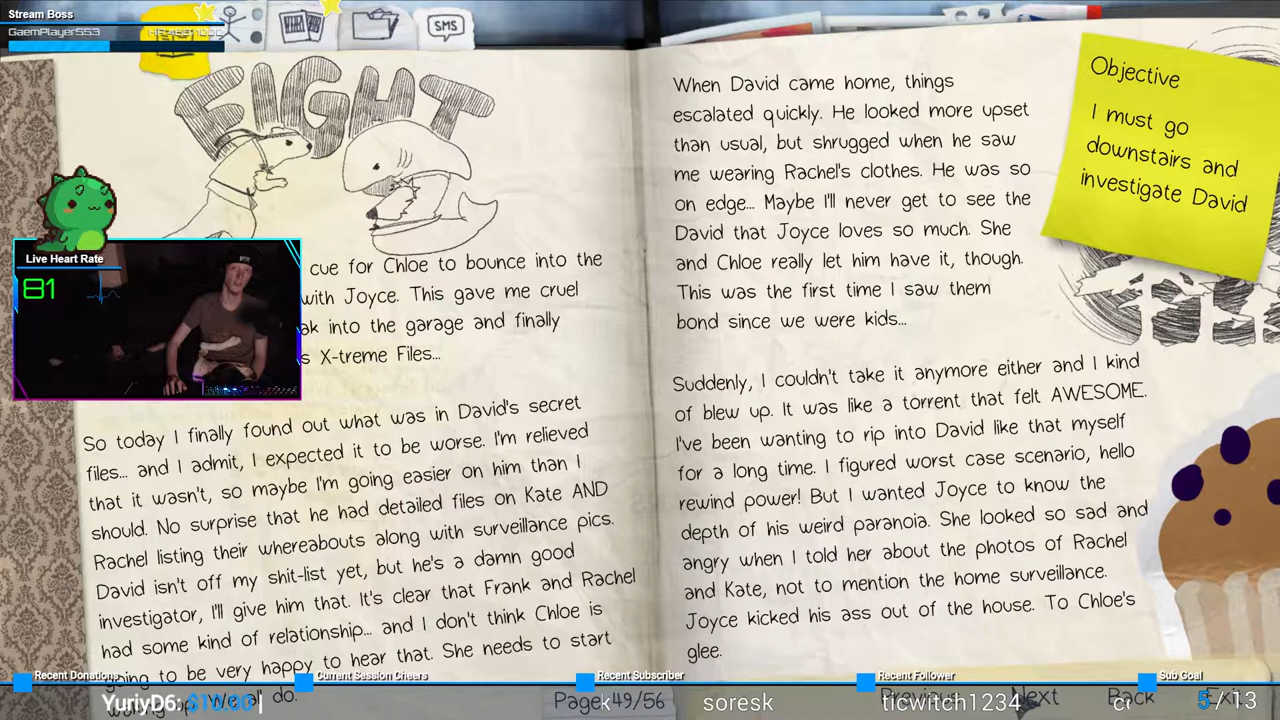 Stream Boss
GaemPlayer553
SMS
FIGHT
Live Heart Rate
81
cue for Chloe to bounce into the
with Joyce. This gave me cruel
into the garage and finally
X-treme Files...
So today I finally found out what was in David's secret
files... and I admit, I expected it to be worse. I'm relieved
that it wasn't, so maybe I'm going easier on him than I
should. No surprise that he had detailed files on Kate AND
Rachel listing their whereabouts along with surveillance pics.
David isn't off my shit-list yet, but he's a damn good
investigator, I'll give him that. It's clear that Frank and Rachel
had some kind of relationship... and I don't think Chloe is
going to be very happy to hear that. She needs to start
do.
When David came home, things
escalated quickly. He looked more upset
than usual, but shrugged when he saw
me wearing Rachel's clothes. He was so
on edge... Maybe I'll never get to see the
David that Joyce loves so much. She
and Chloe really let him have it, though.
This was the first time I saw them
bond since we were kids...
Suddenly, I couldn't take it anymore either and I kind
of blew up. It was like a torrent that felt AWESOME.
I've been wanting to rip into David like that myself
for a long time. I figured worst case scenario, hello
rewind power! But I wanted Joyce to know the
depth of his weird paranoia. She looked so sad and
angry when I told her about the photos of Rachel
and Kate, not to mention the home surveillance.
Joyce kicked his ass out of the house. To Chloe's
glee.
Objective
I must go
downstairs and
investigate David
Recent Donation
Current Session Cheers
Recent Subscriber
Recent Follower
Sub Goal
YuriyD6: $10.00
Page 49/56
soresk
ticwitch1234
Previous
Next
Back
Exit
5 / 13